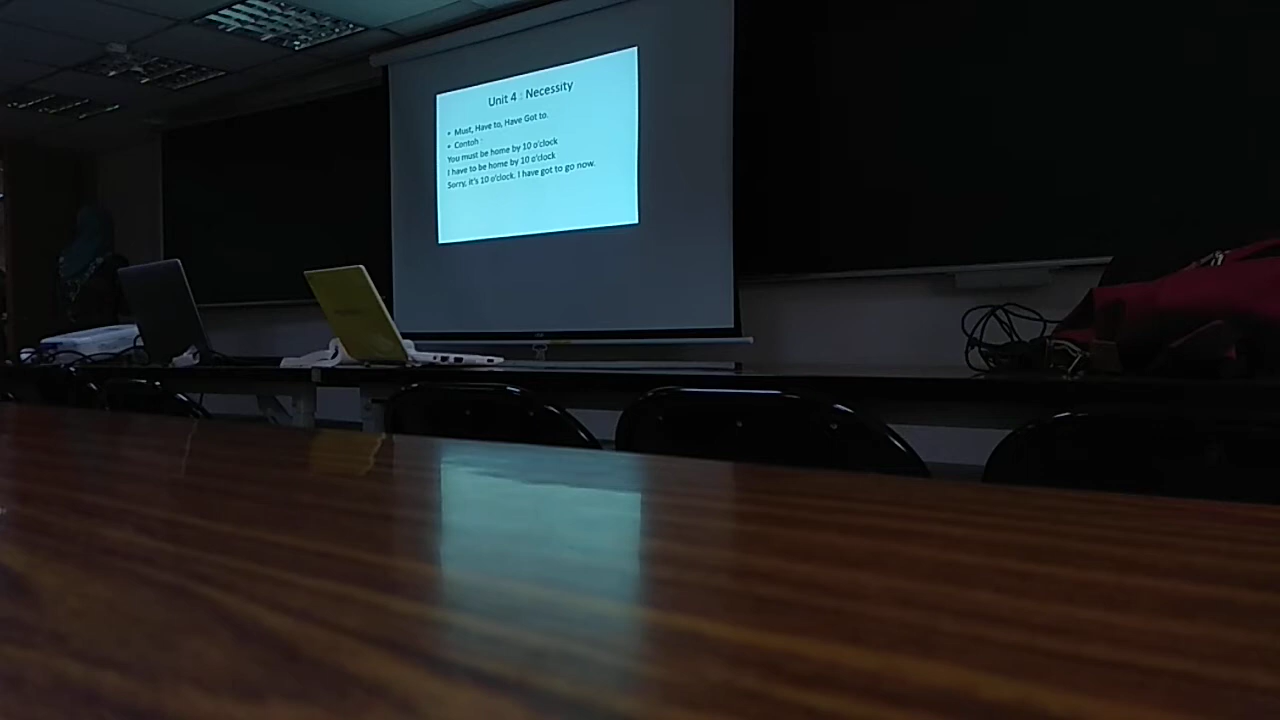 Unit 4 : Necessity
• Must, Have to, Have Got to.
• Contoh :
You must be home by 10 o'clock
I have to be home by 10 o'clock
Sorry, it's 10 o'clock. I have got to go now.